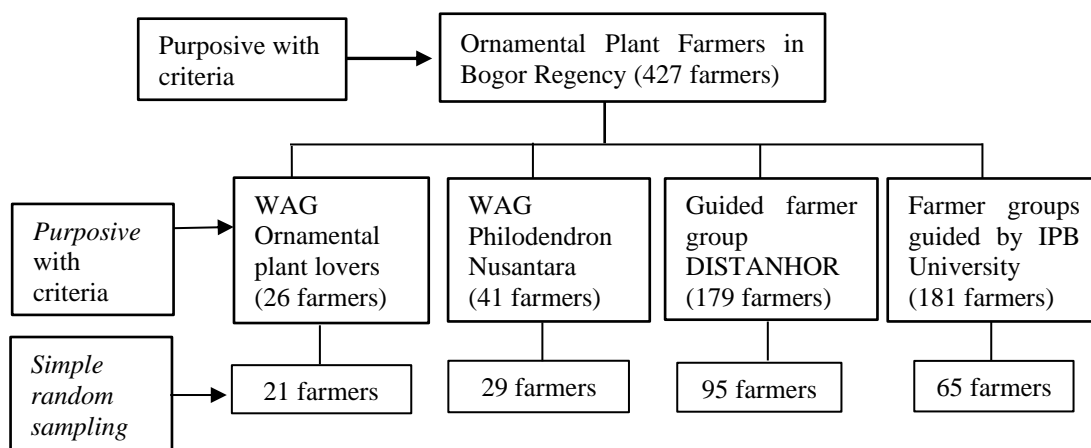 Purposive with
criteria
Ornamental Plant Farmers in
Bogor Regency (427 farmers)
Purposive
with
criteria
WAG
Ornamental
plant lovers
(26 farmers)
WAG
Philodendron
Nusantara
(41 farmers)
Guided farmer
group
DISTANHOR
(179 farmers)
Farmer groups
guided by IPB
University
(181 farmers)
Simple
random
sampling
21 farmers
29 farmers
95 farmers
65 farmers